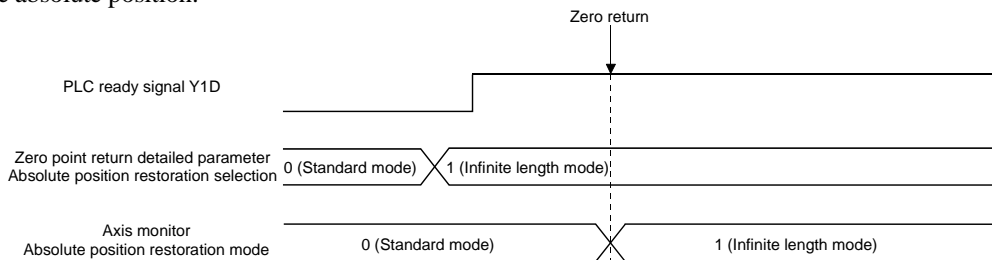 absolute position.
Zero return
PLC ready signal Y1D
Zero point return detailed parameter
Absolute position restoration selection
0 (Standard mode)
1 (Infinite length mode)
Axis monitor
Absolute position restoration mode
0 (Standard mode)
1 (Infinite length mode)